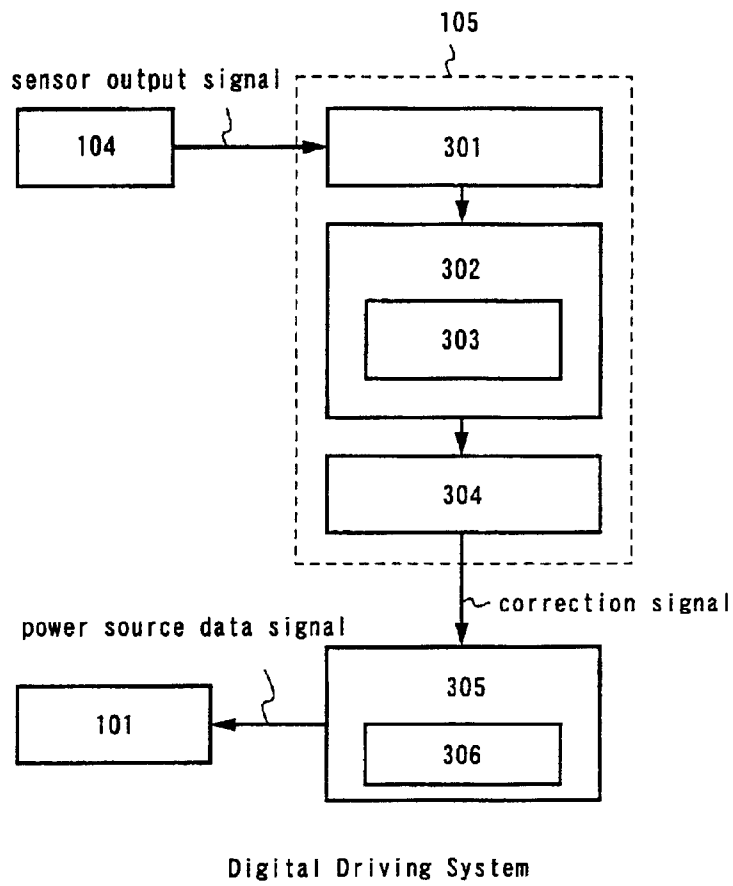 105
sensor output signal
104
301
302
303
304
correction signal
power source data signal
305
101
306
Digital Driving System